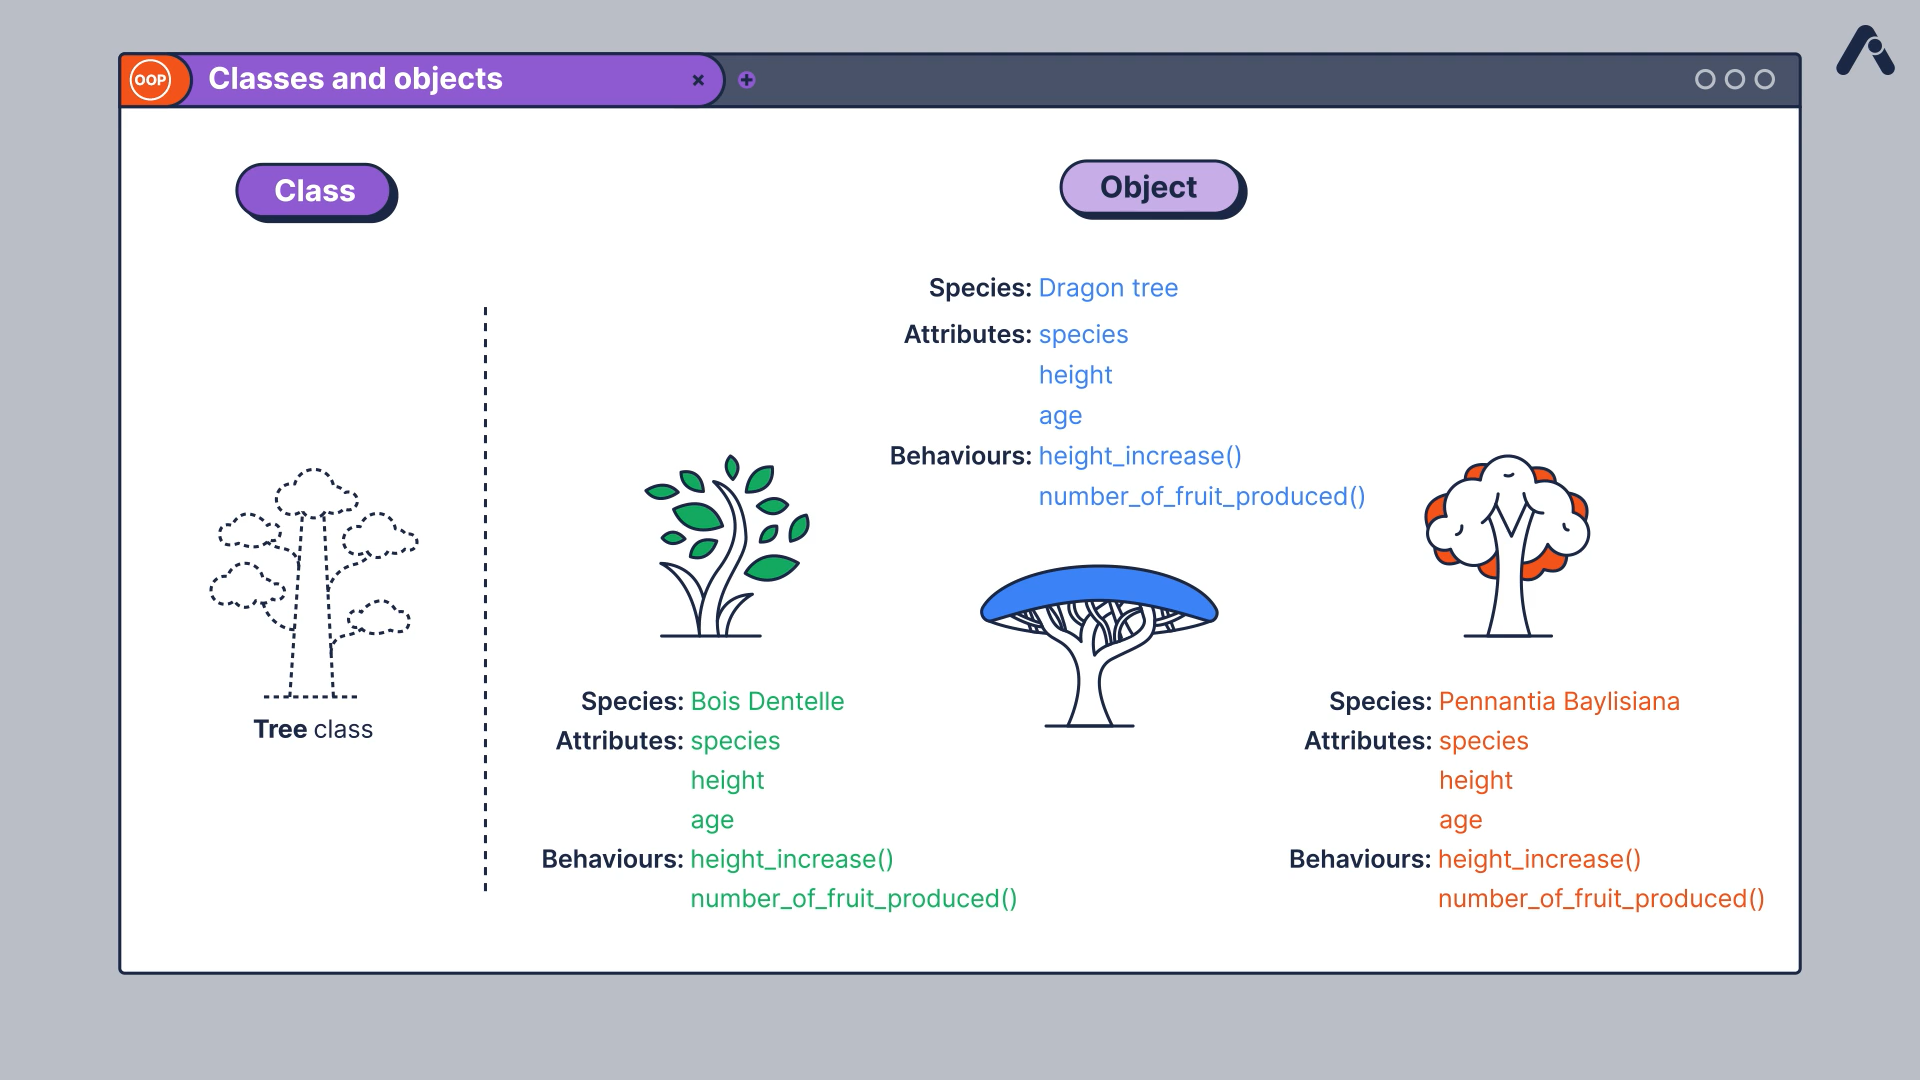 OOP
Classes and objects
Class
Object
Species: Dragon tree
Attributes: species
height
age
Behaviours: height_increase()
number_of_fruit_produced()
Tree class
Species: Bois Dentelle
Attributes: species
height
age
Behaviours: height_increase()
number_of_fruit_produced()
Species: Pennantia Baylisiana
Attributes: species
height
age
Behaviours: height_increase()
number_of_fruit_produced()